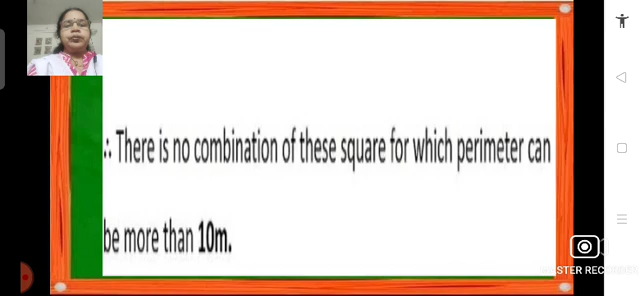 ∴ There is no combination of these square for which perimeter can
be more than 10m.
STER REC